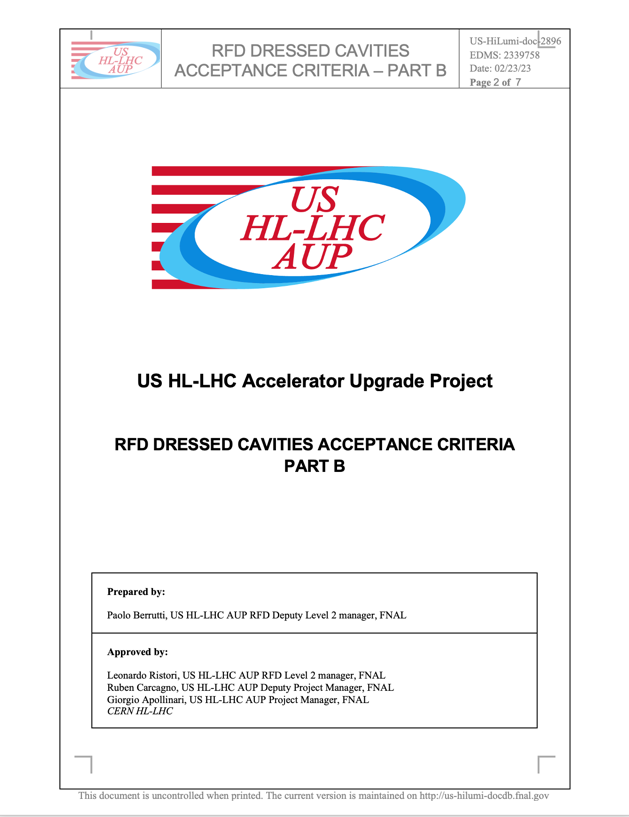 US
HL-LHC
AUP
RFD DRESSED CAVITIES
ACCEPTANCE CRITERIA – PART B
US-HiLumi-doc-2896
EDMS: 2339758
Date: 02/23/23
Page 2 of 7
US
HL-LHC
AUP
US HL-LHC Accelerator Upgrade Project
RFD DRESSED CAVITIES ACCEPTANCE CRITERIA
PART B
Prepared by:
Paolo Berrutti, US HL-LHC AUP RFD Deputy Level 2 manager, FNAL
Approved by:
Leonardo Ristori, US HL-LHC AUP RFD Level 2 manager, FNAL
Ruben Carcagno, US HL-LHC AUP Deputy Project Manager, FNAL
Giorgio Apollinari, US HL-LHC AUP Project Manager, FNAL
CERN HL-LHC
This document is uncontrolled when printed. The current version is maintained on http://us-hilumi-docdb.fnal.gov